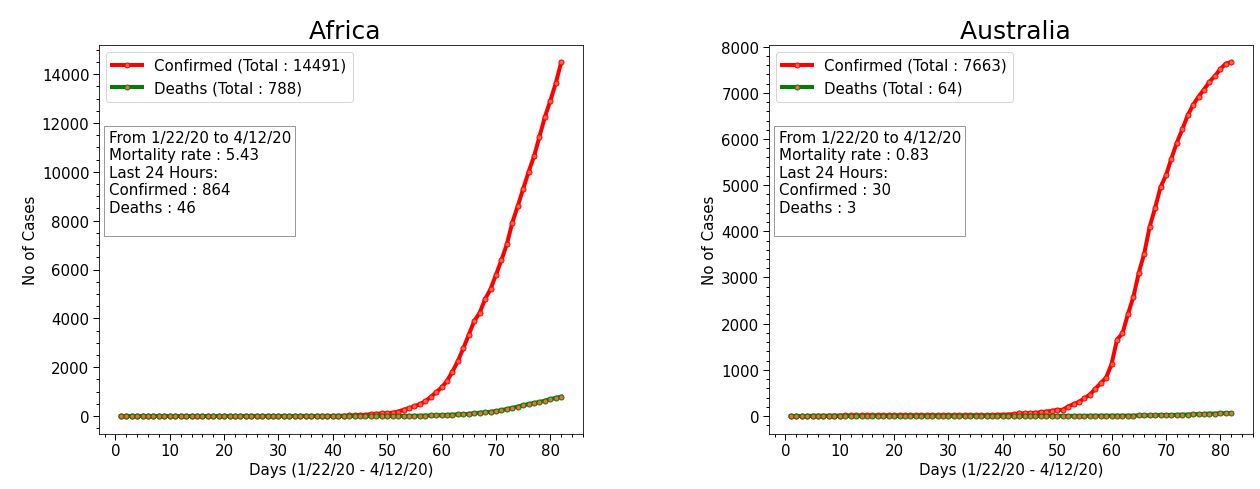 Africa
Confirmed (Total : 14491)
Deaths (Total : 788)
From 1/22/20 to 4/12/20
Mortality rate : 5.43
Last 24 Hours:
Confirmed : 864
Deaths : 46
No of Cases
14000
12000
10000
8000
6000
4000
2000
0
0 10 20 30 40 50 60 70 80
Days (1/22/20 - 4/12/20)
Australia
Confirmed (Total : 7663)
Deaths (Total : 64)
From 1/22/20 to 4/12/20
Mortality rate : 0.83
Last 24 Hours:
Confirmed : 30
Deaths : 3
No of Cases
8000
7000
6000
5000
4000
3000
2000
1000
0
0 10 20 30 40 50 60 70 80
Days (1/22/20 - 4/12/20)